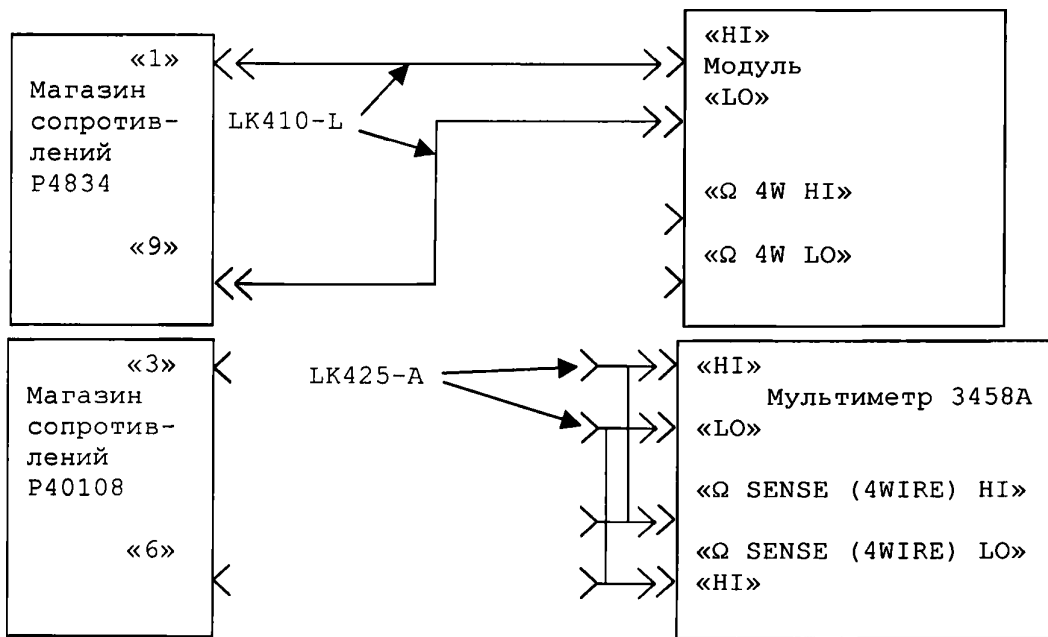 «1»
Магазин
сопротив-
лений
Р4834
«9»
LK410-L
«HI»
Модуль
«LO»
«Ω 4W HI»
«Ω 4W LO»
«3»
Магазин
сопротив-
лений
Р40108
«6»
LK425-A
«HI»
Мультиметр 3458А
«LO»
«Ω SENSE (4WIRE) HI»
«Ω SENSE (4WIRE) LO»
«HI»